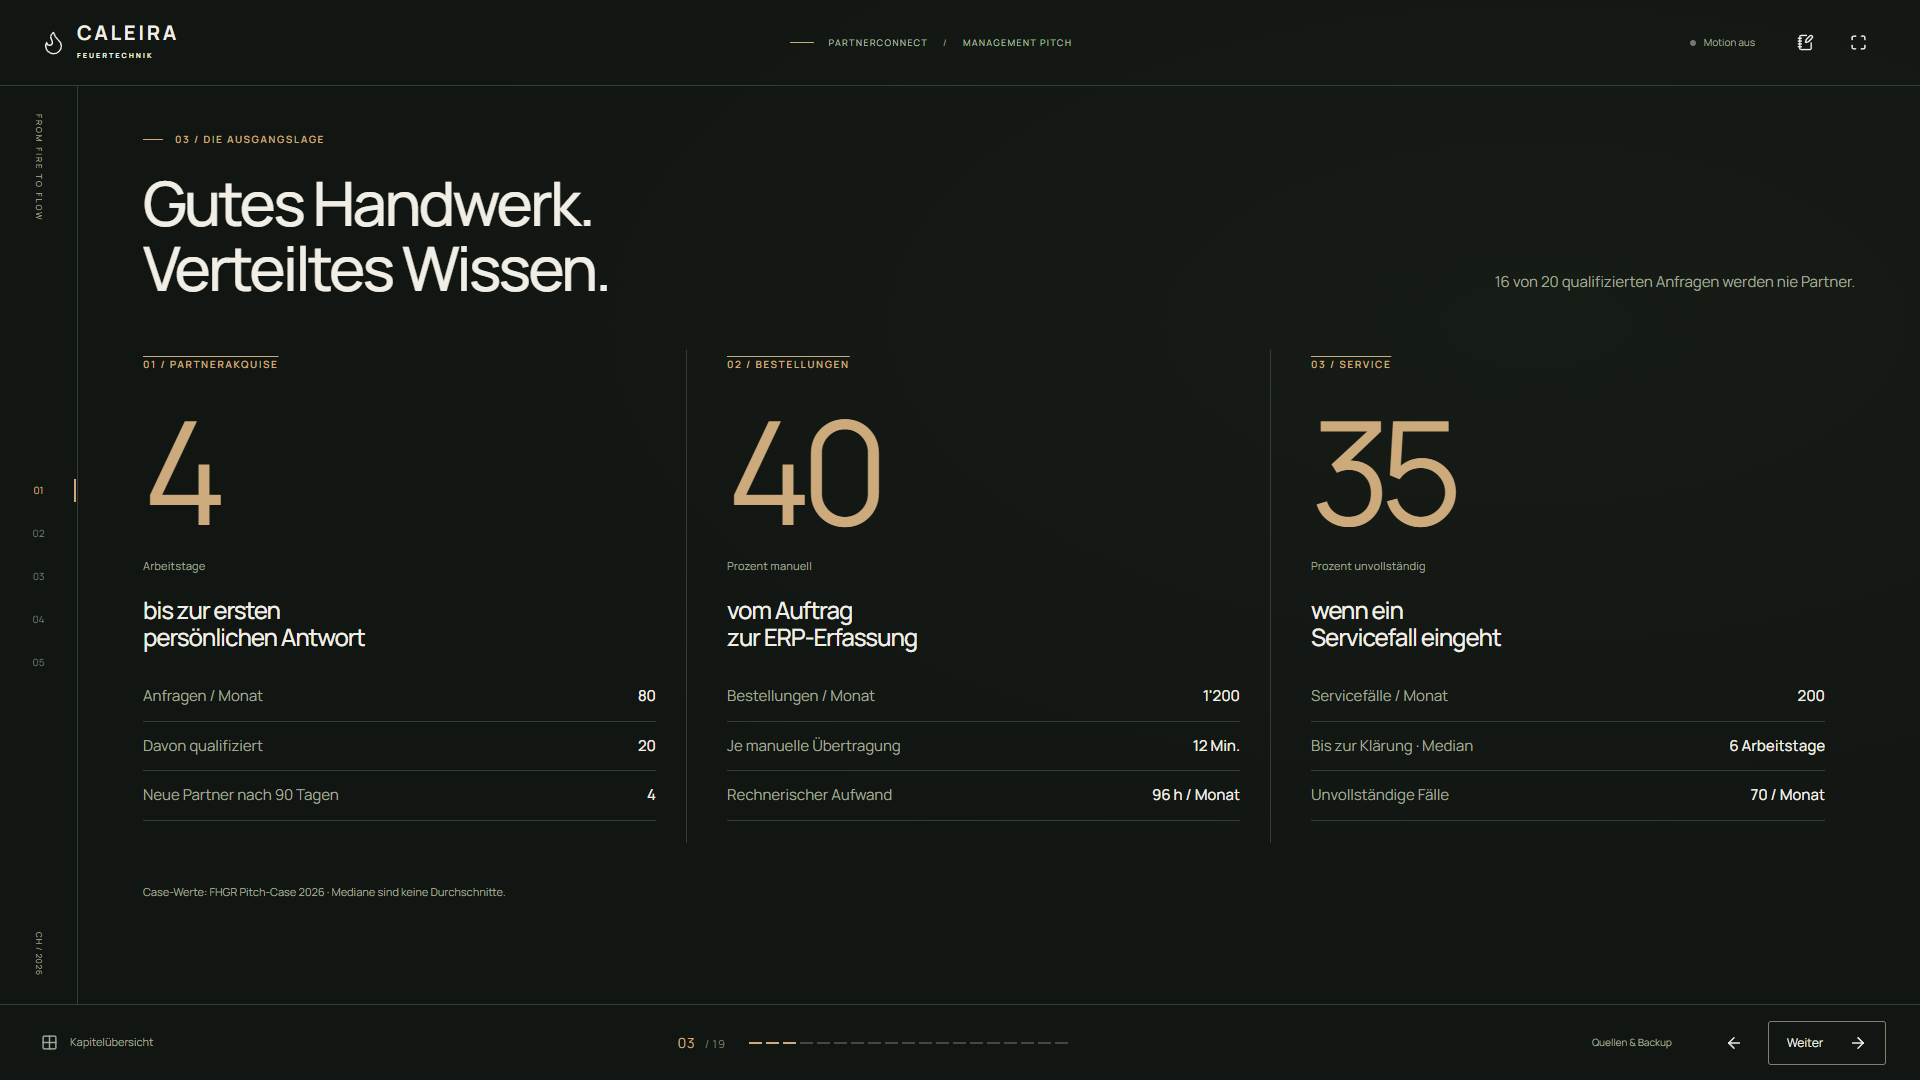 CALEIRA
FEUERTECHNIK
PARTNERCONNECT / MANAGEMENT PITCH
Motion aus
FROM FIRE TO FLOW
03 / DIE AUSGANGSLAGE
Gutes Handwerk.
Verteiltes Wissen.
16 von 20 qualifizierten Anfragen werden nie Partner.
01 / PARTNERAKQUISE
4
Arbeitstage
bis zur ersten
persönlichen Antwort
Anfragen / Monat 80
Davon qualifiziert 20
Neue Partner nach 90 Tagen 4
02 / BESTELLUNGEN
40
Prozent manuell
vom Auftrag
zur ERP-Erfassung
Bestellungen / Monat 1'200
Je manuelle Übertragung 12 Min.
Rechnerischer Aufwand 96 h / Monat
03 / SERVICE
35
Prozent unvollständig
wenn ein
Servicefall eingeht
Servicefälle / Monat 200
Bis zur Klärung · Median 6 Arbeitstage
Unvollständige Fälle 70 / Monat
01
02
03
04
05
Case-Werte: FHGR Pitch-Case 2026 · Mediane sind keine Durchschnitte.
CH / 2026
Kapitelübersicht
03 / 19
Quellen & Backup
Weiter